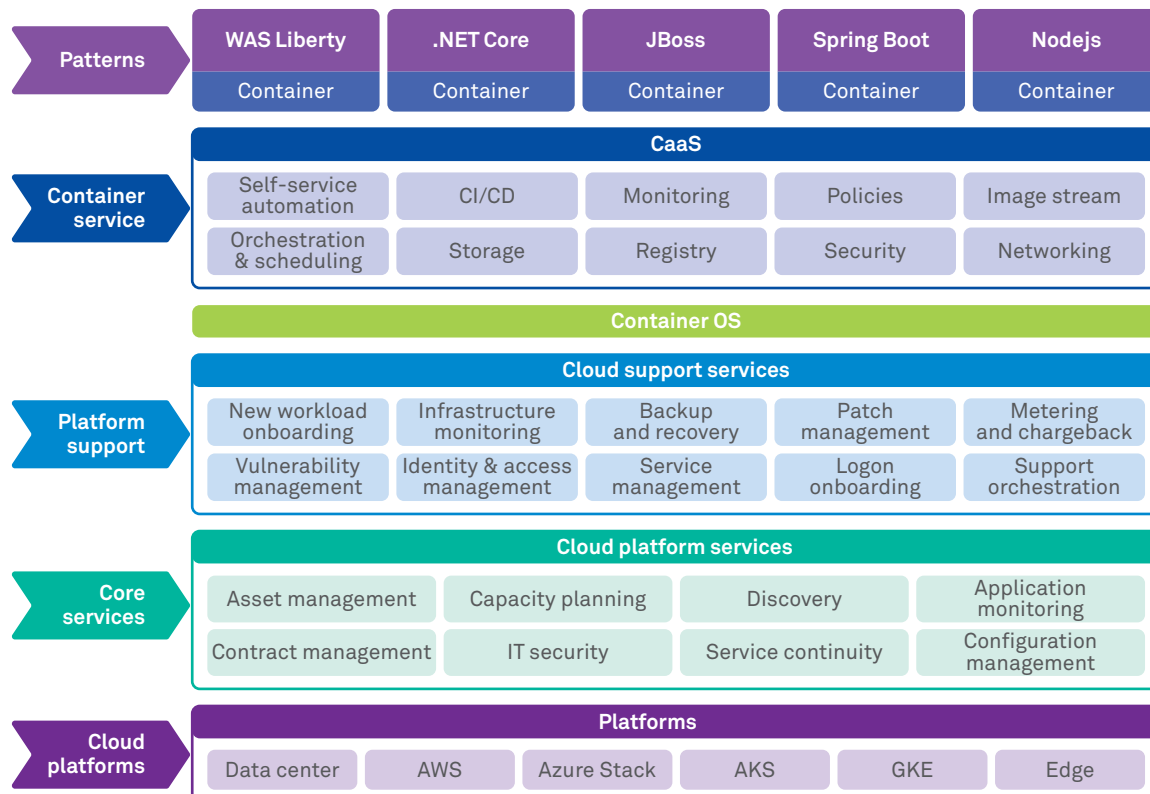 Patterns
WAS Liberty
.NET Core
JBoss
Spring Boot
Nodejs
Container
Container
Container
Container
Container
Container
service
CaaS
Self-service
automation
CI/CD
Monitoring
Policies
Image stream
Orchestration
& scheduling
Storage
Registry
Security
Networking
Container OS
Platform
support
Cloud support services
New workload
onboarding
Infrastructure
monitoring
Backup
and recovery
Patch
management
Metering
and chargeback
Vulnerability
management
Identity & access
management
Service
management
Logon
onboarding
Support
orchestration
Core
services
Cloud platform services
Asset management
Capacity planning
Discovery
Application
monitoring
Contract management
IT security
Service continuity
Configuration
management
Cloud
platforms
Platforms
Data center
AWS
Azure Stack
AKS
GKE
Edge